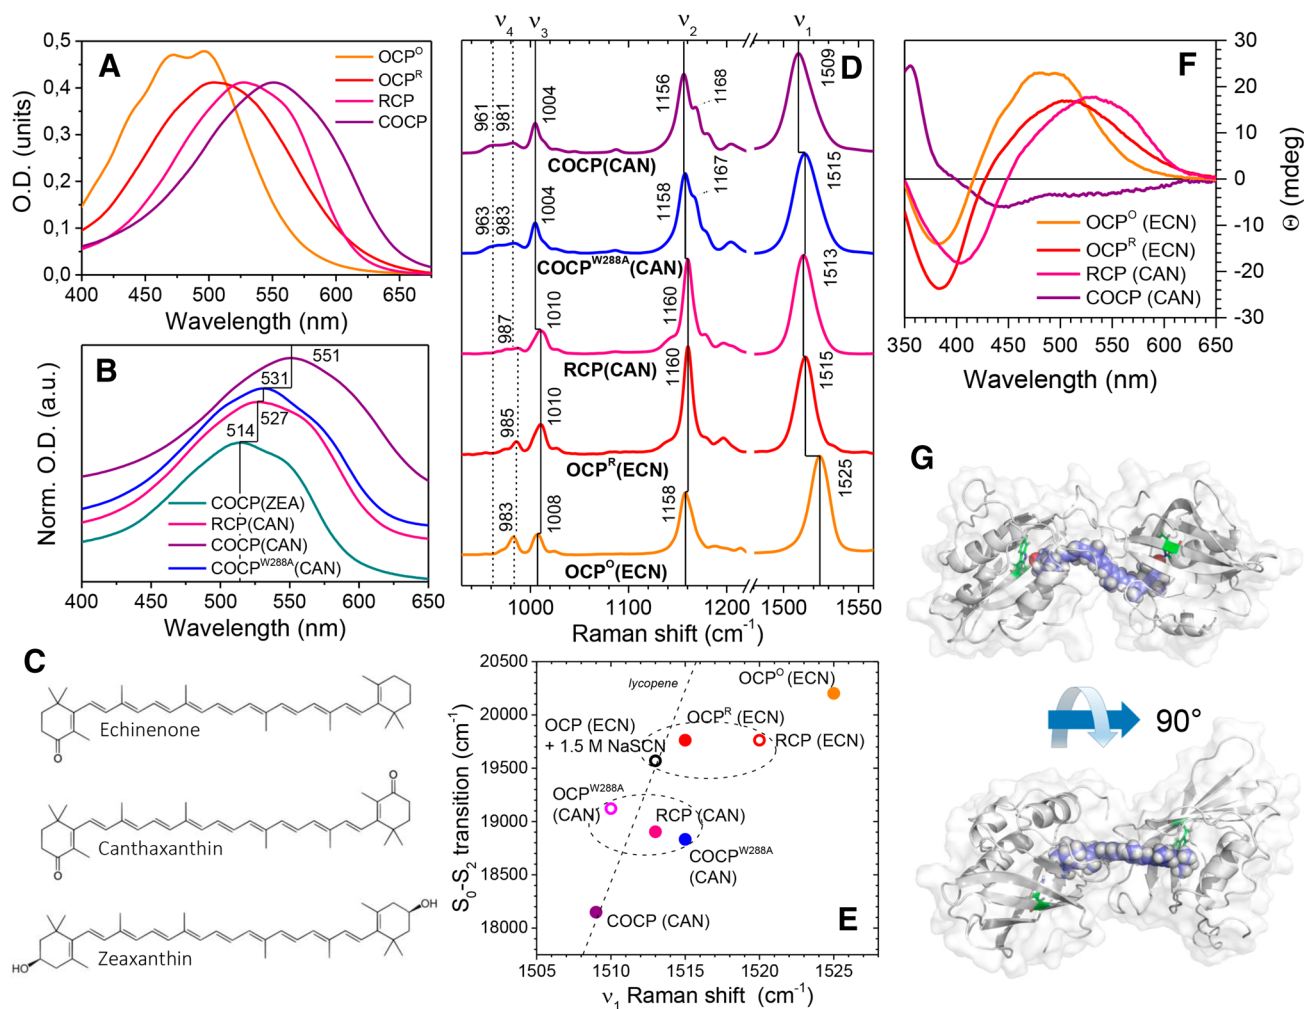 A
O.D. (units)
0,5
0,4
0,3
0,2
0,1
0,0
OCPᴼ
OCPᴿ
RCP
COCP
400 450 500 550 600 650
Wavelength (nm)
B
Norm. O.D. (a.u.)
551
531
527
514
COCP(ZEA)
RCP(CAN)
COCP(CAN)
COCPᵂ²⁸⁸ᴬ(CAN)
400 450 500 550 600 650
Wavelength (nm)
C
Echinenone
O
Canthaxanthin
O
O
Zeaxanthin
OH
HO
D
ν₄ ν₃ ν₂ ν₁
961 981 1004 1156 1168 1509
COCP(CAN)
963 983 1004 1158 1167 1515
COCPᵂ²⁸⁸ᴬ(CAN)
987 1010 1160 1513
RCP(CAN)
985 1010 1160 1515
OCPᴿ(ECN)
983 1008 1158 1525
OCPᴼ(ECN)
1000 1100 1200 1500 1550
Raman shift (cm⁻¹)
E
S₀-S₂ transition (cm⁻¹)
20500
20000
19500
19000
18500
18000
lycopene
OCPᴼ(ECN)
OCP (ECN)
+ 1.5 M NaSCN
OCPᴿ (ECN)
RCP (ECN)
OCPᵂ²⁸⁸ᴬ
(CAN)
RCP (CAN)
COCPᵂ²⁸⁸ᴬ
(CAN)
COCP (CAN)
1505 1510 1515 1520 1525
ν₁ Raman shift (cm⁻¹)
F
30
20
10
0
-10
-20
-30
Θ (mdeg)
OCPᴼ (ECN)
OCPᴿ (ECN)
RCP (CAN)
COCP (CAN)
350 400 450 500 550 600 650
Wavelength (nm)
G
90°